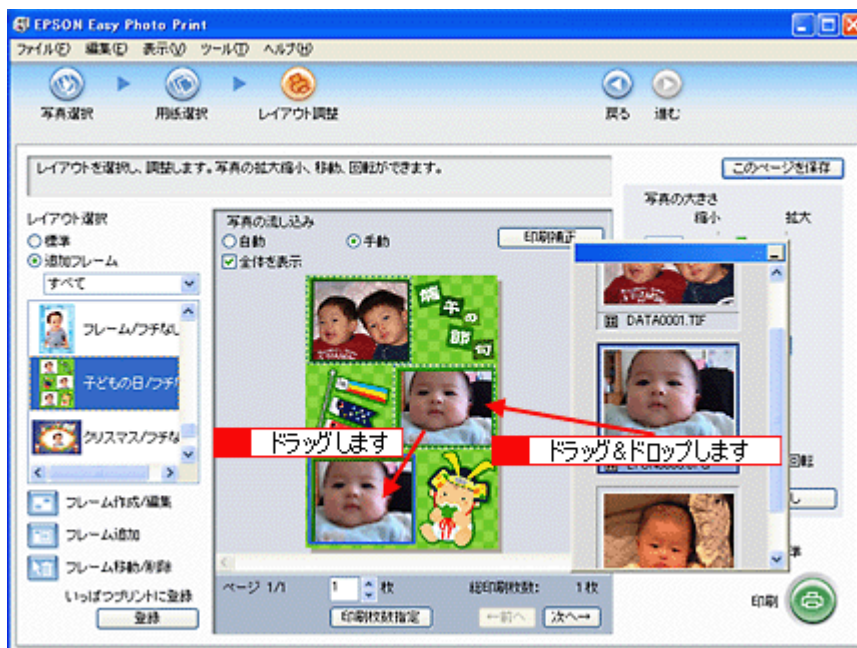 EPSON Easy Photo Print
ファイル(F) 編集(E) 表示(V) ツール(T) ヘルプ(H)
写真選択 用紙選択 レイアウト調整 戻る 進む
レイアウトを選択し、調整します。写真の拡大縮小、移動、回転ができます。
このページを保存
レイアウト選択
標準
追加フレーム
すべて
フレーム/フチなし
子どもの日/フチ
クリスマス/フチな
フレーム作成/編集
フレーム追加
フレーム移動/削除
いっぱつプリントに登録
登録
写真の流し込み
自動 手動
印刷補正
全体を表示
端午の節句
ドラッグします
ドラッグ&ドロップします
写真の大きさ
縮小 拡大
DATA0001.TIF
回転
ページ 1/1 1 枚 総印刷枚数: 1枚
印刷枚数指定 ←前へ 次へ→
印刷